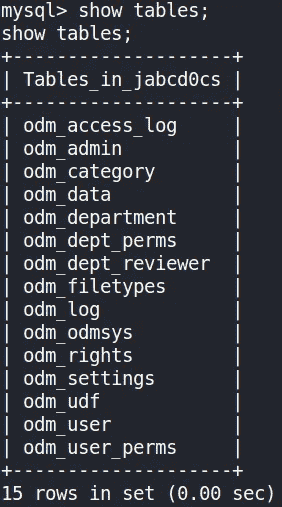 mysql> show tables;
show tables;
+--------------------+
| Tables_in_jabcd0cs |
+--------------------+
| odm_access_log     |
| odm_admin          |
| odm_category       |
| odm_data           |
| odm_department     |
| odm_dept_perms     |
| odm_dept_reviewer  |
| odm_filetypes      |
| odm_log            |
| odm_odmsys         |
| odm_rights         |
| odm_settings       |
| odm_udf            |
| odm_user           |
| odm_user_perms     |
+--------------------+
15 rows in set (0.00 sec)